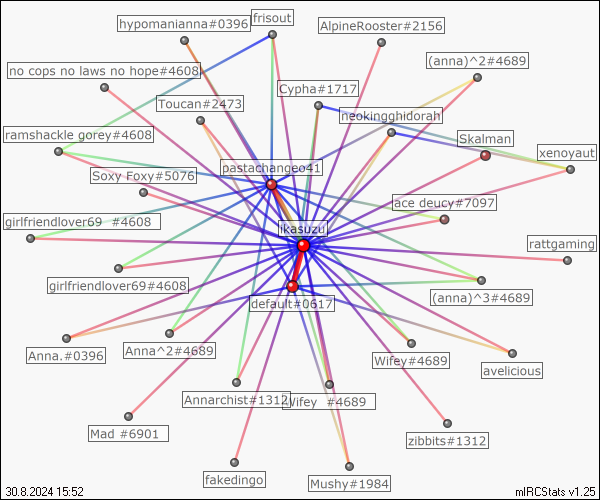 hypomanianna#0396
frisout
AlpineRooster#2156
(anna)^2#4689
no cops no laws no hope#4608
Cypha#1717
Toucan#2473
neokingghidorah
ramshackle gorey#4608
Skalman
xenoyaut
pastachangeo41
Soxy Foxy#5076
ace deucy#7097
girlfriendlover69 #4608
ikasuzu
rattgaming
girlfriendlover69#4608
(anna)^3#4689
default#0617
Anna.#0396
Anna^2#4689
Wifey#4689
avelicious
Annarchist#1312
Wifey #4689
Mad #6901
zibbits#1312
fakedingo
Mushy#1984
30.8.2024 15:52
mIRCStats v1.25